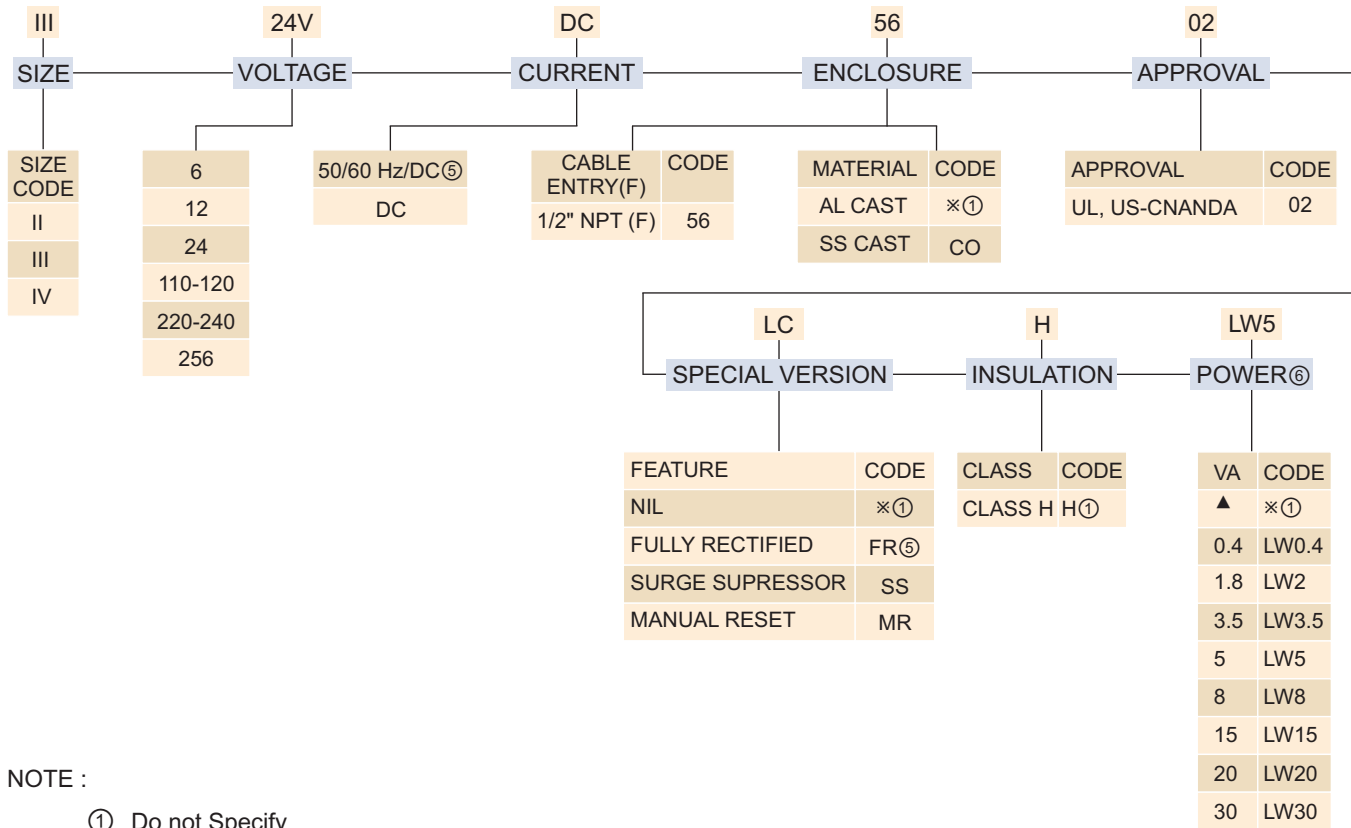 III 24V DC 56 02
SIZE VOLTAGE CURRENT ENCLOSURE APPROVAL
SIZE CODE
II
III
IV
6
12
24
110-120
220-240
256
50/60 Hz/DC⑤
DC
CABLE ENTRY(F) CODE
1/2" NPT (F) 56
MATERIAL CODE
AL CAST ※①
SS CAST CO
APPROVAL CODE
UL, US-CNANDA 02
LC H LW5
SPECIAL VERSION INSULATION POWER⑥
FEATURE CODE
NIL ※①
FULLY RECTIFIED FR⑤
SURGE SUPRESSOR SS
MANUAL RESET MR
CLASS CODE
CLASS H H①
VA CODE
▲ ※①
0.4 LW0.4
1.8 LW2
3.5 LW3.5
5 LW5
8 LW8
15 LW15
20 LW20
30 LW30
NOTE :
① Do not Specify